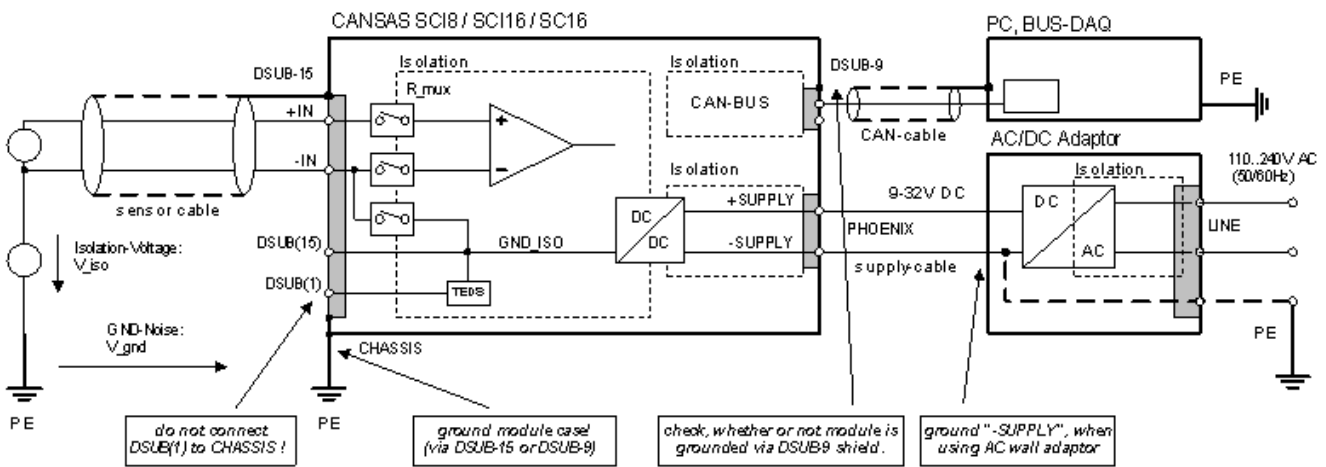 CANSAS SCI8 / SCI16 / SC16
PC, BUS-DAQ
Isolation
Isolation
DSUB-15
DSUB-9
R_mux
PE
+IN
CAN-BUS
+
CAN-cable
AC/DC Adaptor
-IN
–
110..240V AC
(50/60Hz)
Isolation
Isolation
sensor cable
+SUPPLY
9-32V DC
DC
DC
PHOENIX
LINE
Isolation-Voltage:
V_iso
DSUB(15)
GND_ISO
DC
-SUPPLY
AC
supply-cable
DSUB(1)
TEDS
GND-Noise:
V_gnd
PE
CHASSIS
PE
PE
do not connect
DSUB(1) to CHASSIS !
ground module case!
(via DSUB-15 or DSUB-9)
check, whether or not module is
grounded via DSUB9 shield.
ground "-SUPPLY", when
using AC wall adaptor